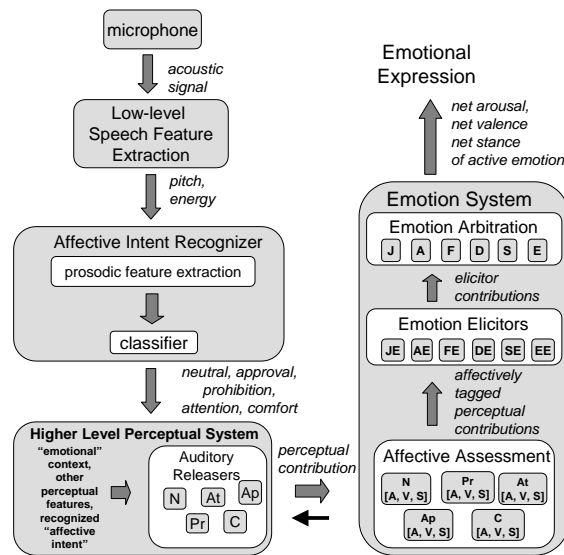 microphone
acoustic
signal
Low-level
Speech Feature
Extraction
pitch,
energy
Affective Intent Recognizer
prosodic feature extraction
classifier
neutral, approval,
prohibition,
attention, comfort
Higher Level Perceptual System
“emotional”
context,
other
perceptual
features,
recognized
“affective
intent”
Auditory
Releasers
N At Ap
Pr C
perceptual
contribution
Emotional
Expression
net arousal,
net valence
net stance
of active emotion
Emotion System
Emotion Arbitration
J A F D S E
elicitor
contributions
Emotion Elicitors
JE AE FE DE SE EE
affectively
tagged
perceptual
contributions
Affective Assessment
N Pr At
[A, V, S] [A, V, S] [A, V, S]
Ap C
[A, V, S] [A, V, S]